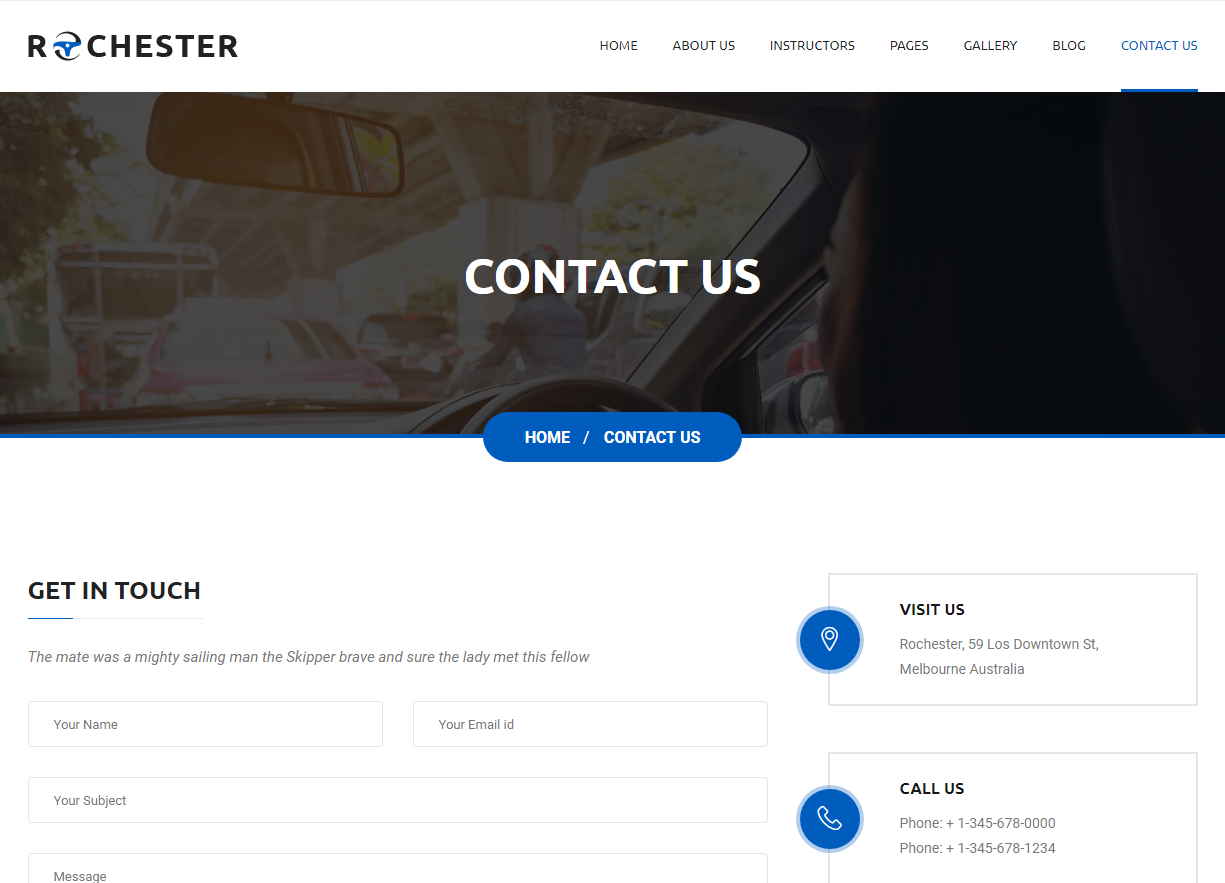 ROCHESTER
HOME ABOUT US INSTRUCTORS PAGES GALLERY BLOG CONTACT US
CONTACT US
HOME / CONTACT US
GET IN TOUCH
The mate was a mighty sailing man the Skipper brave and sure the lady met this fellow
Your Name
Your Email id
Your Subject
Message
VISIT US
Rochester, 59 Los Downtown St,
Melbourne Australia
CALL US
Phone: + 1-345-678-0000
Phone: + 1-345-678-1234